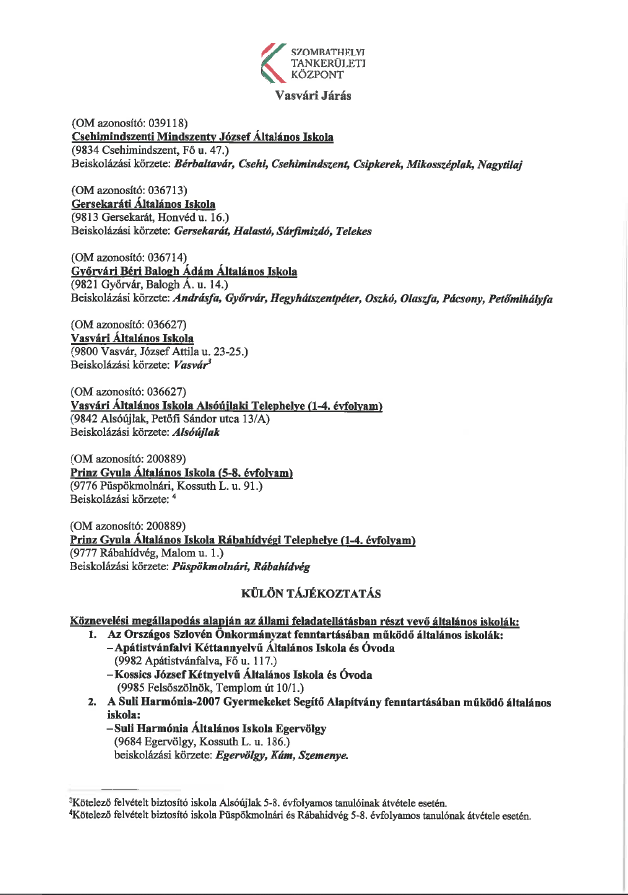 SZOMBATHELYI
TANKERÜLETI
KÖZPONT
Vasvári Járás
(OM azonosító: 039118)
Csehimindszenti Mindszenty József Általános Iskola
(9834 Csehimindszent, Fő u. 47.)
Beiskolázási körzete: Bérbaltavár, Csehi, Csehimindszent, Csipkerek, Mikosszéplak, Nagytilaj
(OM azonosító: 036713)
Gersekaráti Általános Iskola
(9813 Gersekarát, Honvéd u. 16.)
Beiskolázási körzete: Gersekarát, Halastó, Sárfimizdó, Telekes
(OM azonosító: 036714)
Győrvári Béri Balogh Ádám Általános Iskola
(9821 Győrvár, Balogh Á. u. 14.)
Beiskolázási körzete: Andrásfa, Győrvár, Hegyhátszentpéter, Oszkó, Olaszfa, Pácsony, Petőmihályfa
(OM azonosító: 036627)
Vasvári Általános Iskola
(9800 Vasvár, József Attila u. 23-25.)
Beiskolázási körzete: Vasvár³
(OM azonosító: 036627)
Vasvári Általános Iskola Alsóújlaki Telephelye (1-4. évfolyam)
(9842 Alsóújlak, Petőfi Sándor utca 13/A)
Beiskolázási körzete: Alsóújlak
(OM azonosító: 200889)
Prinz Gyula Általános Iskola (5-8. évfolyam)
(9776 Püspökmolnári, Kossuth L. u. 91.)
Beiskolázási körzete: ⁴
(OM azonosító: 200889)
Prinz Gyula Általános Iskola Rábahídvégi Telephelye (1-4. évfolyam)
(9777 Rábahídvég, Malom u. 1.)
Beiskolázási körzete: Püspökmolnári, Rábahídvég
KÜLÖN TÁJÉKOZTATÁS
Köznevelési megállapodás alapján az állami feladatellátásban részt vevő általános iskolák:
1. Az Országos Szlovén Önkormányzat fenntartásában működő általános iskolák:
–Apátistvánfalvi Kéttannyelvű Általános Iskola és Óvoda
(9982 Apátistvánfalva, Fő u. 117.)
–Kossics József Kétnyelvű Általános Iskola és Óvoda
(9985 Felsőszölnök, Templom út 10/1.)
2. A Suli Harmónia-2007 Gyermekeket Segítő Alapítvány fenntartásában működő általános
iskola:
–Suli Harmónia Általános Iskola Egervölgy
(9684 Egervölgy, Kossuth L. u. 186.)
beiskolázási körzete: Egervölgy, Kám, Szemenye.
³Kötelező felvételt biztosító iskola Alsóújlak 5-8. évfolyamos tanulóinak átvétele esetén.
⁴Kötelező felvételt biztosító iskola Püspökmolnári és Rábahídvég 5-8. évfolyamos tanulónak átvétele esetén.